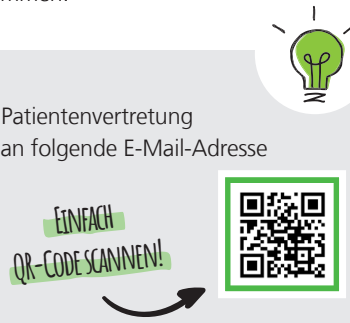 Patientenvertretung
an folgende E-Mail-Adresse
EINFACH
QR-CODE SCANNEN!